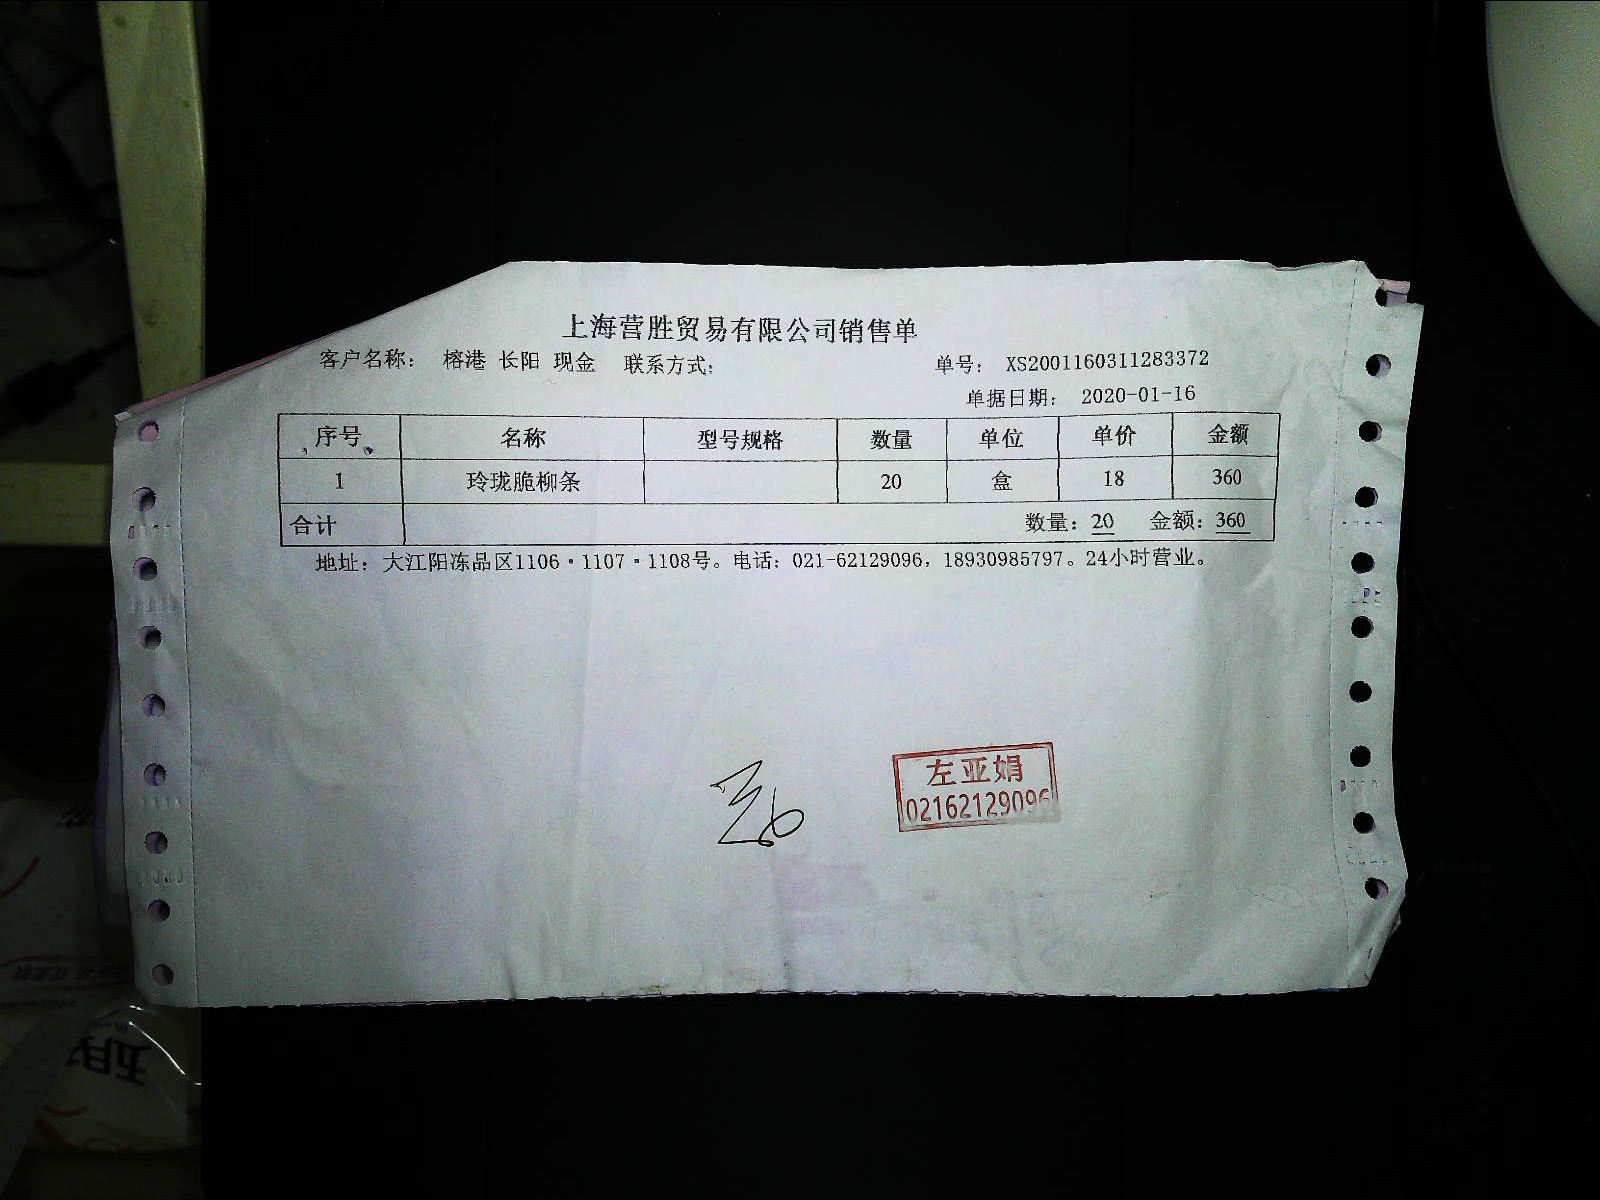 上海营胜贸易有限公司销售单
客户名称: 榕港 长阳 现金 联系方式: 单号: XS2001160311283372
单据日期: 2020-01-16
序号 名称 型号规格 数量 单位 单价 金额
1 玲珑脆柳条 20 盒 18 360
合计 数量: 20 金额: 360
地址: 大江阳冻品区1106·1107·1108号。电话: 021-62129096, 18930985797。24小时营业。
左亚娟
02162129096